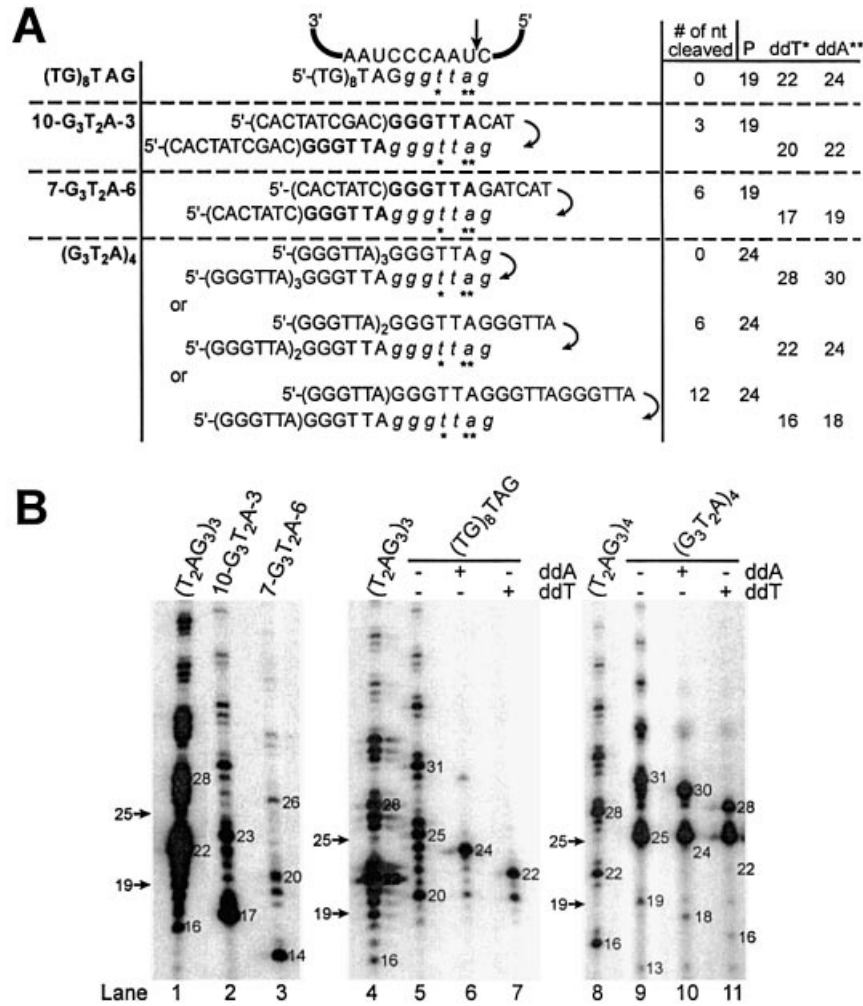 A
3' 5'
AAUCCCAAUC
# of nt cleaved P ddT* ddA**
(TG)₈TAG 5'-(TG)₈TAGggttag 0 19 22 24
* **
10-G₃T₂A-3 5'-(CACTATCGAC)GGGTTACAT 3 19
5'-(CACTATCGAC)GGGTTAgggttag 20 22
* **
7-G₃T₂A-6 5'-(CACTATC)GGGTTAGATCAT 6 19
5'-(CACTATC)GGGTTAgggttag 17 19
* **
(G₃T₂A)₄ 5'-(GGGTTA)₃GGGTTAg 0 24
5'-(GGGTTA)₃GGGTTAgggttag 28 30
* **
or
5'-(GGGTTA)₂GGGTTAGGGTTA 6 24
5'-(GGGTTA)₂GGGTTAgggttag 22 24
* **
or
5'-(GGGTTA)GGGTTAGGGTTAGGGTTA 12 24
5'-(GGGTTA)GGGTTAgggttag 16 18
* **
B
(T₂AG₃)₃ 10-G₃T₂A-3 7-G₃T₂A-6 (T₂AG₃)₃ (TG)₈TAG (T₂AG₃)₄ (G₃T₂A)₄
- + - ddA - + - ddA
- - + ddT - - + ddT
28 26 25 23 22 20 19 17 16 14
31 28 25 25 24 22 22 20 19 16
31 30 28 28 25 25 24 22 22 19 19 18 16 16 13
Lane 1 2 3 4 5 6 7 8 9 10 11